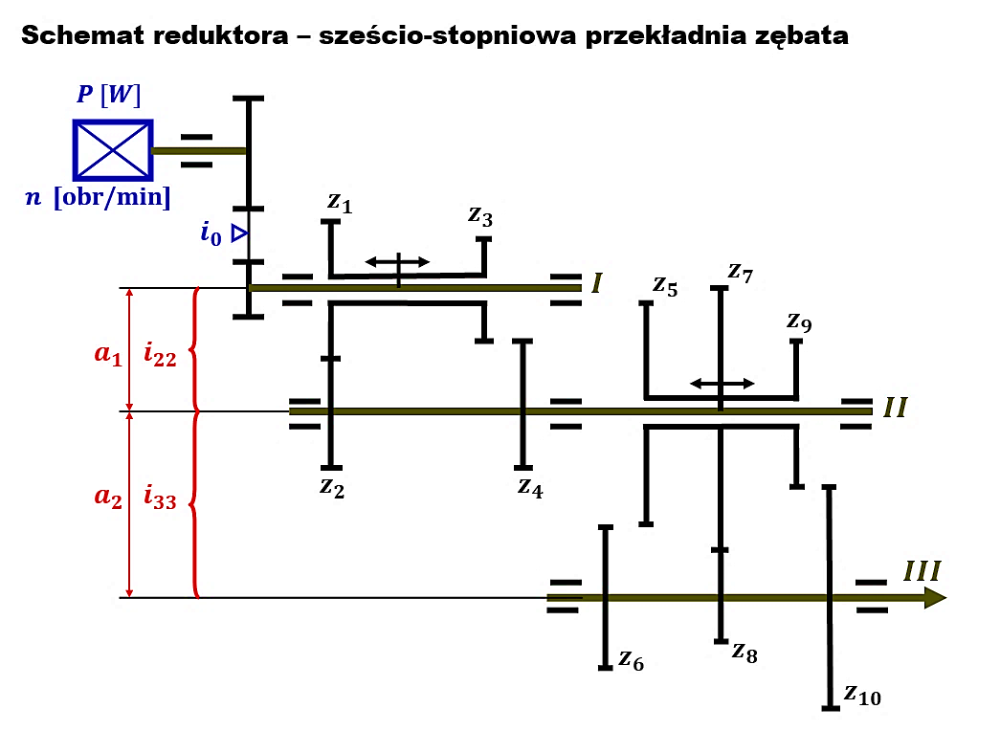 Schemat reduktora – sześcio-stopniowa przekładnia zębata
P [W]
n [obr/min]
i₀
z₁
z₃
I
z₅
z₇
z₉
a₁ i₂₂
II
z₂
z₄
a₂ i₃₃
III
z₆
z₈
z₁₀